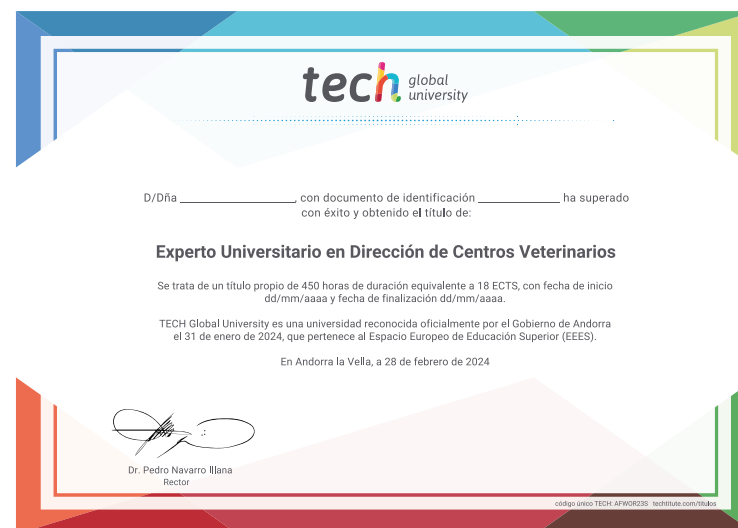 tech global
university
D/Dña ____________________, con documento de identificación ______________ ha superado
con éxito y obtenido el título de:
Experto Universitario en Dirección de Centros Veterinarios
Se trata de un título propio de 450 horas de duración equivalente a 18 ECTS, con fecha de inicio
dd/mm/aaaa y fecha de finalización dd/mm/aaaa.
TECH Global University es una universidad reconocida oficialmente por el Gobierno de Andorra
el 31 de enero de 2024, que pertenece al Espacio Europeo de Educación Superior (EEES).
En Andorra la Vella, a 28 de febrero de 2024
Dr. Pedro Navarro Illana
Rector
código único TECH: AFWOR23S techtitute.com/titulos